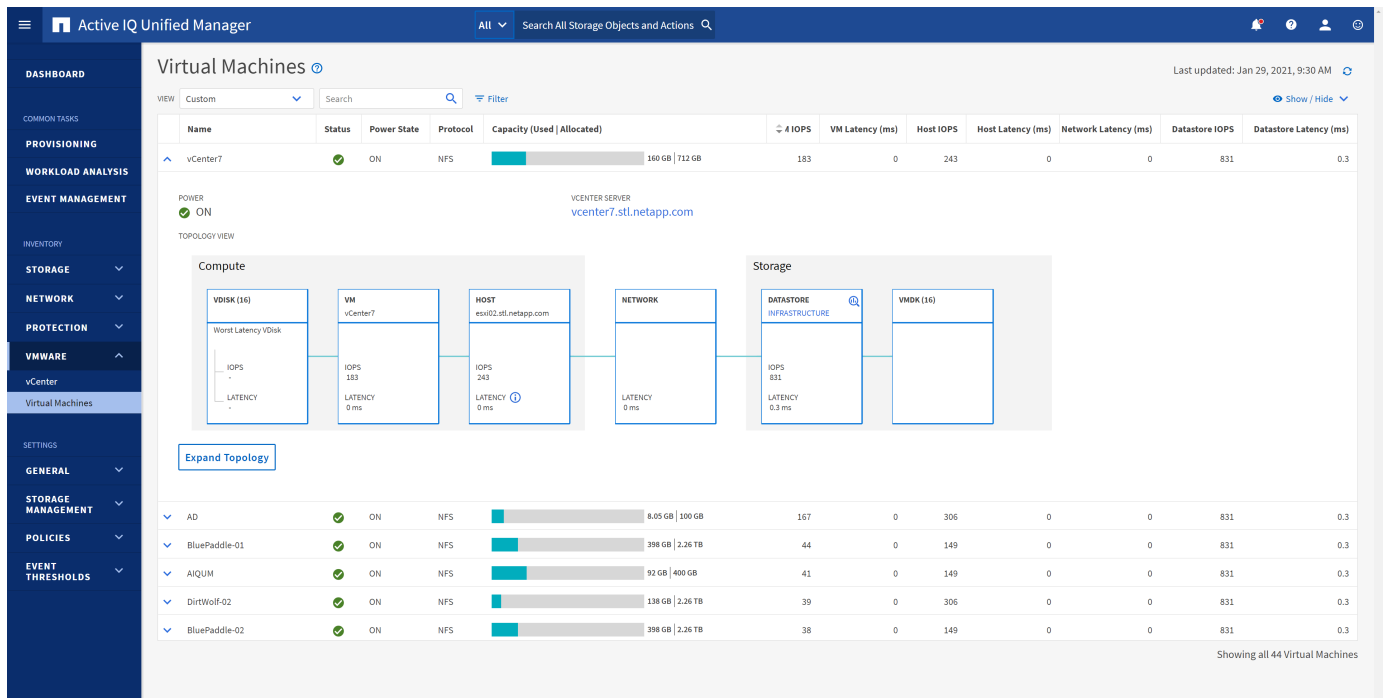 Active IQ Unified Manager
All
Search All Storage Objects and Actions
DASHBOARD
COMMON TASKS
PROVISIONING
WORKLOAD ANALYSIS
EVENT MANAGEMENT
INVENTORY
STORAGE
NETWORK
PROTECTION
VMWARE
vCenter
Virtual Machines
SETTINGS
GENERAL
STORAGE
MANAGEMENT
POLICIES
EVENT
THRESHOLDS
Virtual Machines
Last updated: Jan 29, 2021, 9:30 AM
VIEW Custom Search Filter Show / Hide
Name Status Power State Protocol Capacity (Used | Allocated) IOPS VM Latency (ms) Host IOPS Host Latency (ms) Network Latency (ms) Datastore IOPS Datastore Latency (ms)
vCenter7 ON NFS 160 GB | 712 GB 183 0 243 0 0 831 0.3
POWER
ON
VCENTER SERVER
vcenter7.stl.netapp.com
TOPOLOGY VIEW
Compute
VDISK (16)
Worst Latency VDisk
IOPS
-
LATENCY
-
VM
vCenter7
IOPS
183
LATENCY
0 ms
HOST
esxi02.stl.netapp.com
IOPS
243
LATENCY
0 ms
NETWORK
LATENCY
0 ms
Storage
DATASTORE
INFRASTRUCTURE
IOPS
831
LATENCY
0.3 ms
VMDK (16)
Expand Topology
AD ON NFS 8.05 GB | 100 GB 167 0 306 0 0 831 0.3
BluePaddle-01 ON NFS 398 GB | 2.26 TB 44 0 149 0 0 831 0.3
AIQUM ON NFS 92 GB | 400 GB 41 0 149 0 0 831 0.3
DirtWolf-02 ON NFS 138 GB | 2.26 TB 39 0 306 0 0 831 0.3
BluePaddle-02 ON NFS 398 GB | 2.26 TB 38 0 149 0 0 831 0.3
Showing all 44 Virtual Machines